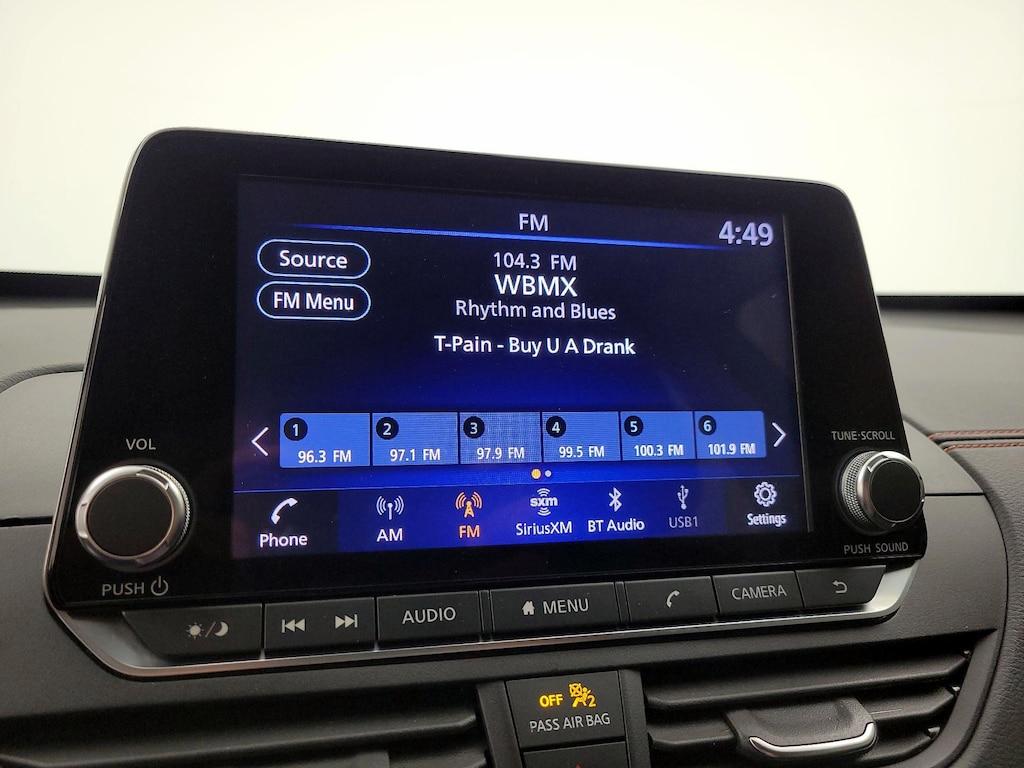 FM
4:49
Source
FM Menu
104.3 FM
WBMX
Rhythm and Blues
T-Pain - Buy U A Drank
1 2 3 4 5 6
96.3 FM 97.1 FM 97.9 FM 99.5 FM 100.3 FM 101.9 FM
sxm
Phone AM FM SiriusXM BT Audio USB1 Settings
VOL
PUSH
TUNE·SCROLL
PUSH SOUND
AUDIO MENU CAMERA
OFF 2
PASS AIR BAG